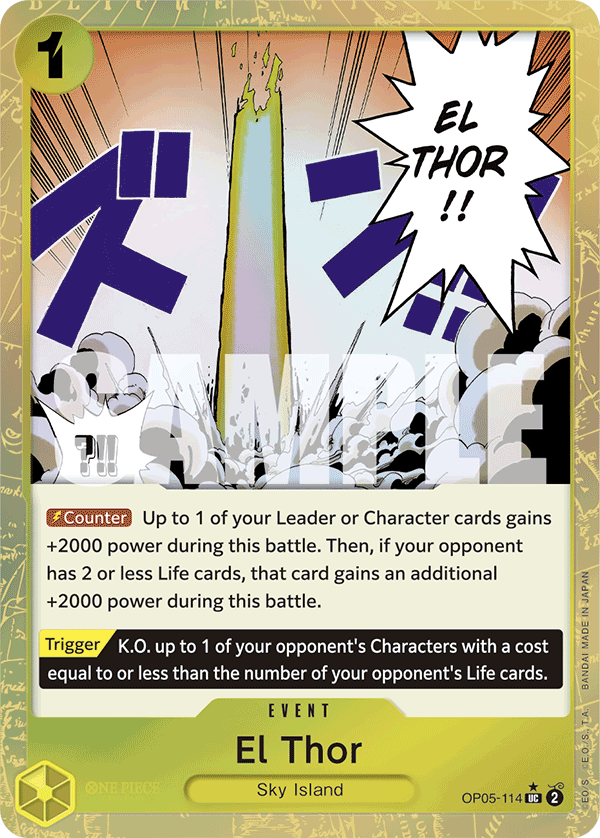 1
EL
THOR
!!
ズン
?!!
SAMPLE
Counter Up to 1 of your Leader or Character cards gains
+2000 power during this battle. Then, if your opponent
has 2 or less Life cards, that card gains an additional
+2000 power during this battle.
Trigger K.O. up to 1 of your opponent's Characters with a cost
equal to or less than the number of your opponent's Life cards.
EVENT
El Thor
Sky Island
ONE PIECE
OP05-114 ★ UC 2
©E.O./S., T.A. BANDAI MADE IN JAPAN